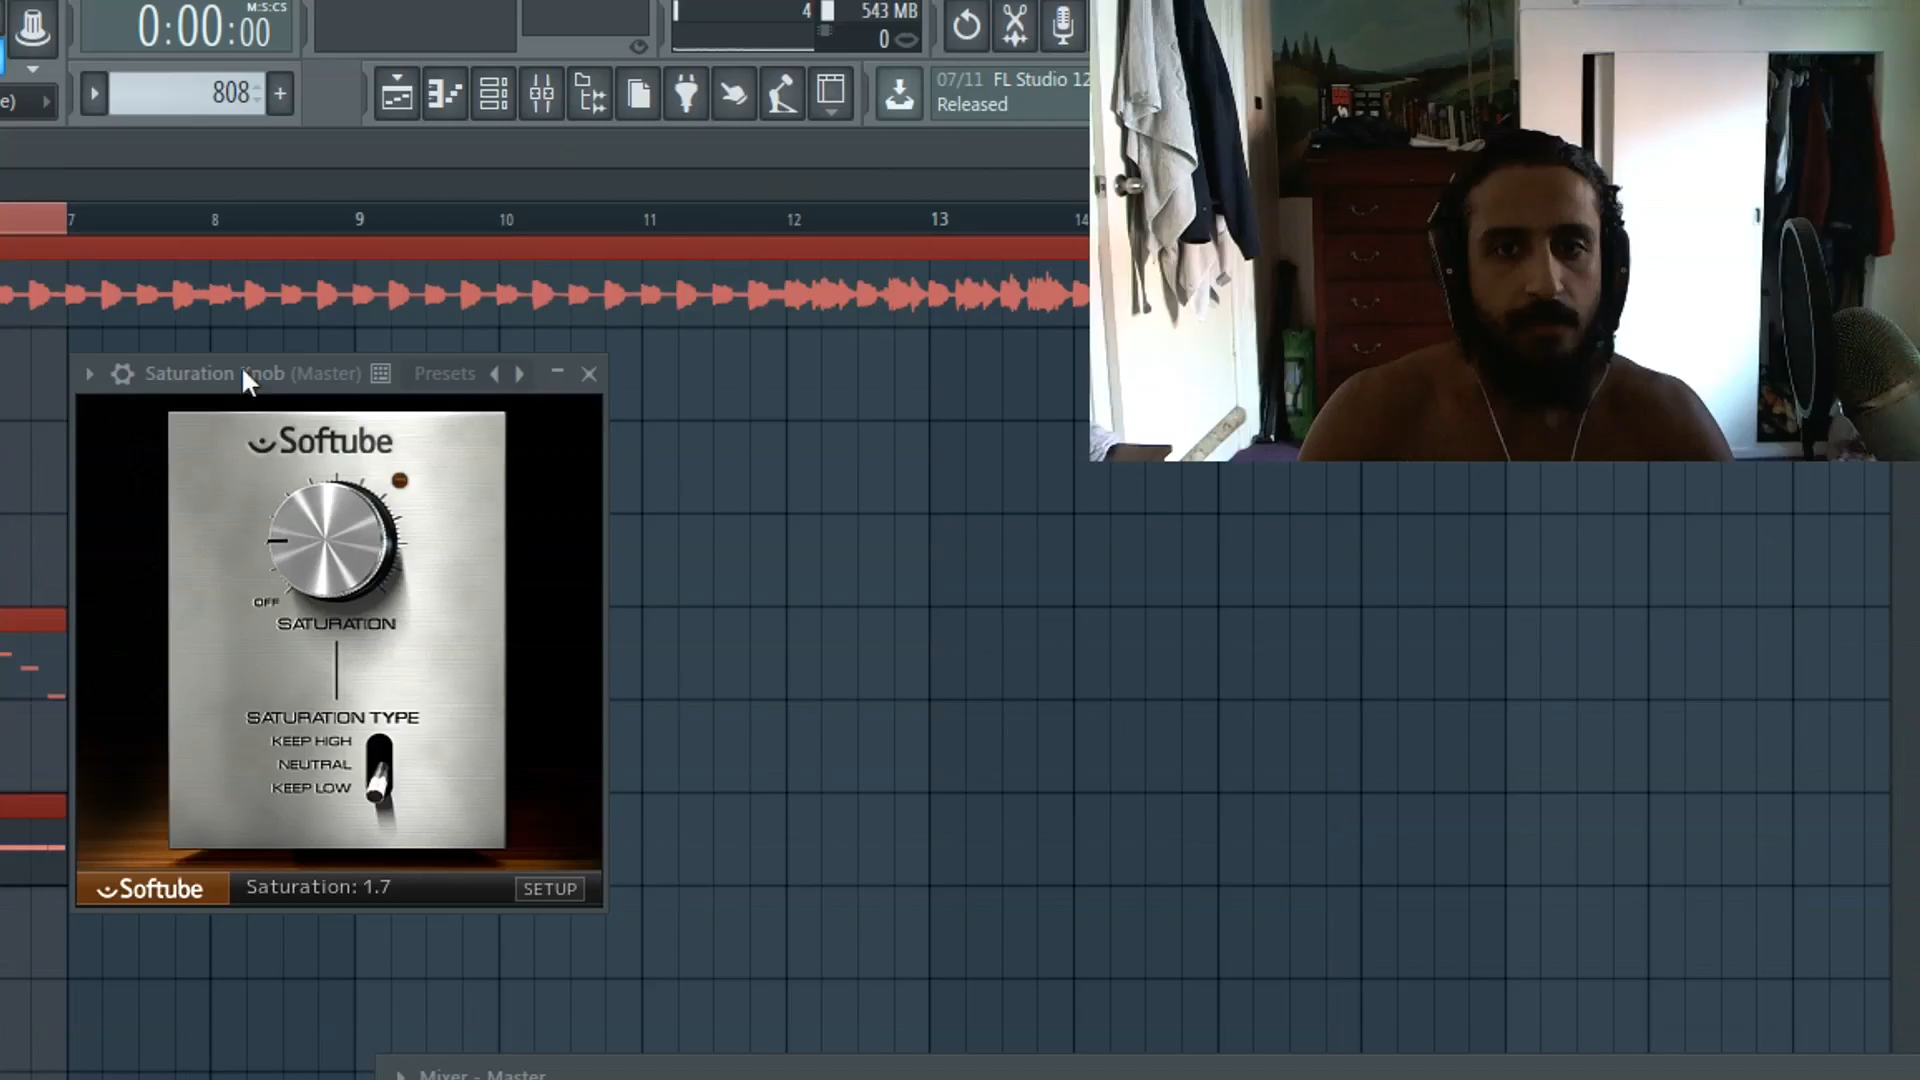 M:S:CS
0:00:00
4
543 MB
0
e)
808
+
07/11 FL Studio 12
Released
7 8 9 10 11 12 13 14
Saturation Knob (Master)
Presets
Softube
OFF
SATURATION
SATURATION TYPE
KEEP HIGH
NEUTRAL
KEEP LOW
Softube
Saturation: 1.7
SETUP
Mixer - Master